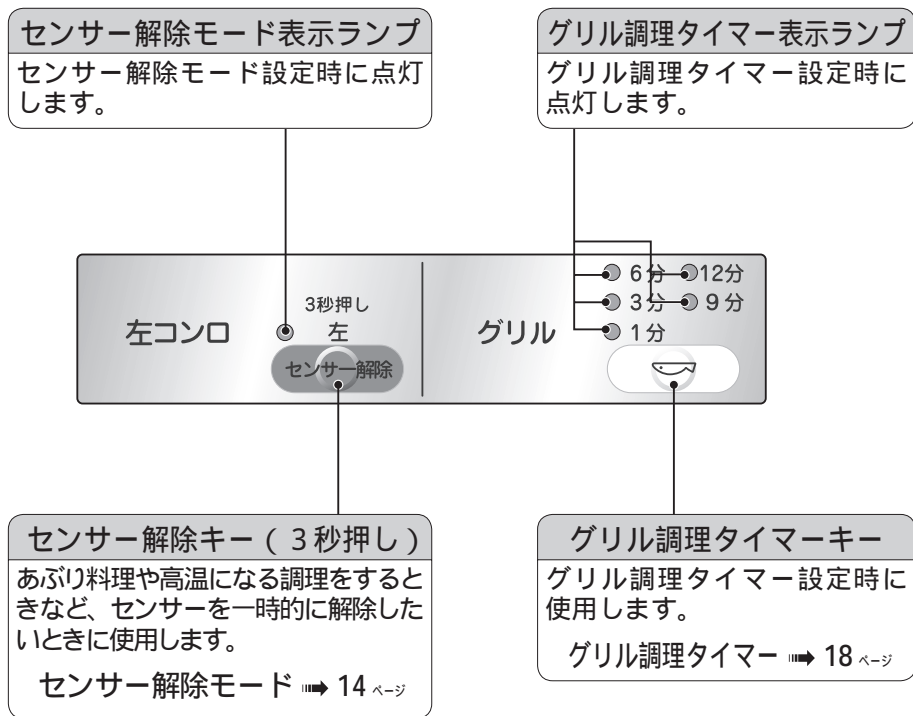 センサー解除モード表示ランプ
センサー解除モード設定時に点灯
します。
グリル調理タイマー表示ランプ
グリル調理タイマー設定時に
点灯します。
左コンロ
3秒押し
左
センサー解除
グリル
6分 12分
3分 9分
1分
センサー解除キー(3秒押し)
あぶり料理や高温になる調理をすると
きなど、センサーを一時的に解除した
いときに使用します。
センサー解除モード ➡ 14 ページ
グリル調理タイマーキー
グリル調理タイマー設定時に
使用します。
グリル調理タイマー ➡ 18 ページ